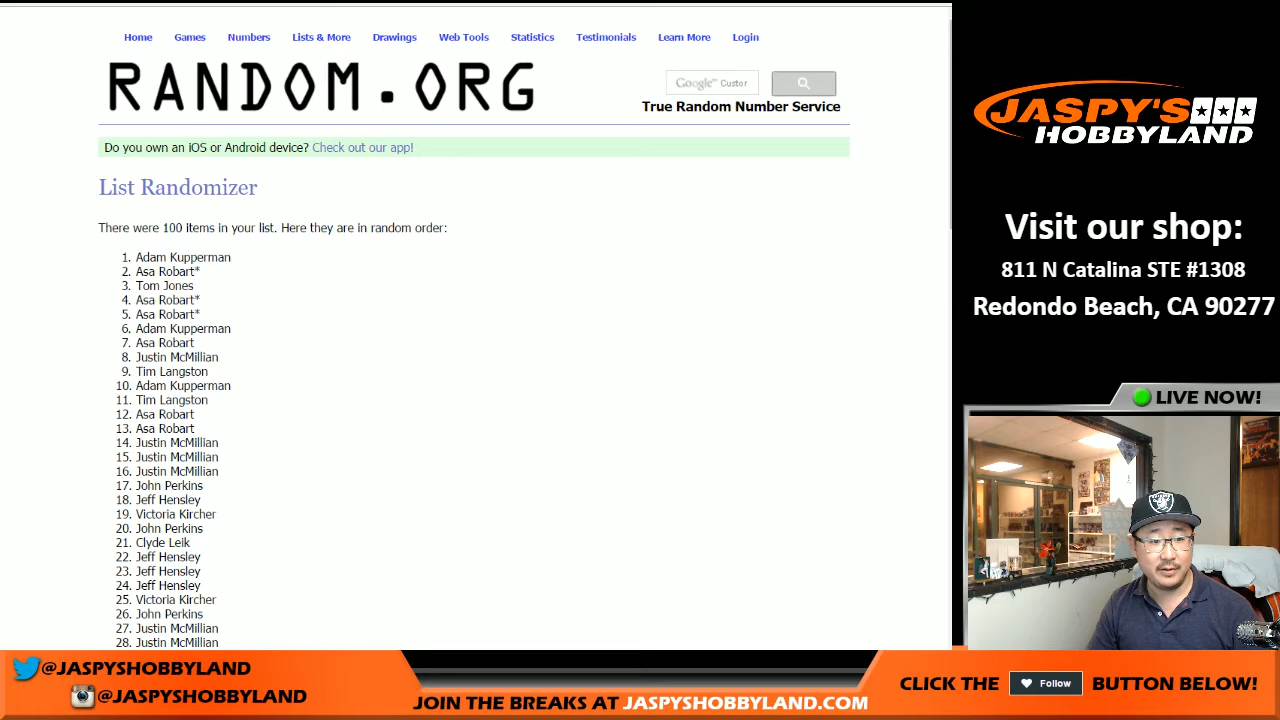 Home Games Numbers Lists & More Drawings Web Tools Statistics Testimonials Learn More Login
RANDOM.ORG
Google™ Custor
True Random Number Service
Do you own an iOS or Android device? Check out our app!
List Randomizer
There were 100 items in your list. Here they are in random order:
1. Adam Kupperman
2. Asa Robart*
3. Tom Jones
4. Asa Robart*
5. Asa Robart*
6. Adam Kupperman
7. Asa Robart
8. Justin McMillian
9. Tim Langston
10. Adam Kupperman
11. Tim Langston
12. Asa Robart
13. Asa Robart
14. Justin McMillian
15. Justin McMillian
16. Justin McMillian
17. John Perkins
18. Jeff Hensley
19. Victoria Kircher
20. John Perkins
21. Clyde Leik
22. Jeff Hensley
23. Jeff Hensley
24. Jeff Hensley
25. Victoria Kircher
26. John Perkins
27. Justin McMillian
28. Justin McMillian
JASPY'S
HOBBYLAND
Visit our shop:
811 N Catalina STE #1308
Redondo Beach, CA 90277
LIVE NOW!
@JASPYSHOBBYLAND
@JASPYSHOBBYLAND
JOIN THE BREAKS AT JASPYSHOBBYLAND.COM
CLICK THE Follow BUTTON BELOW!